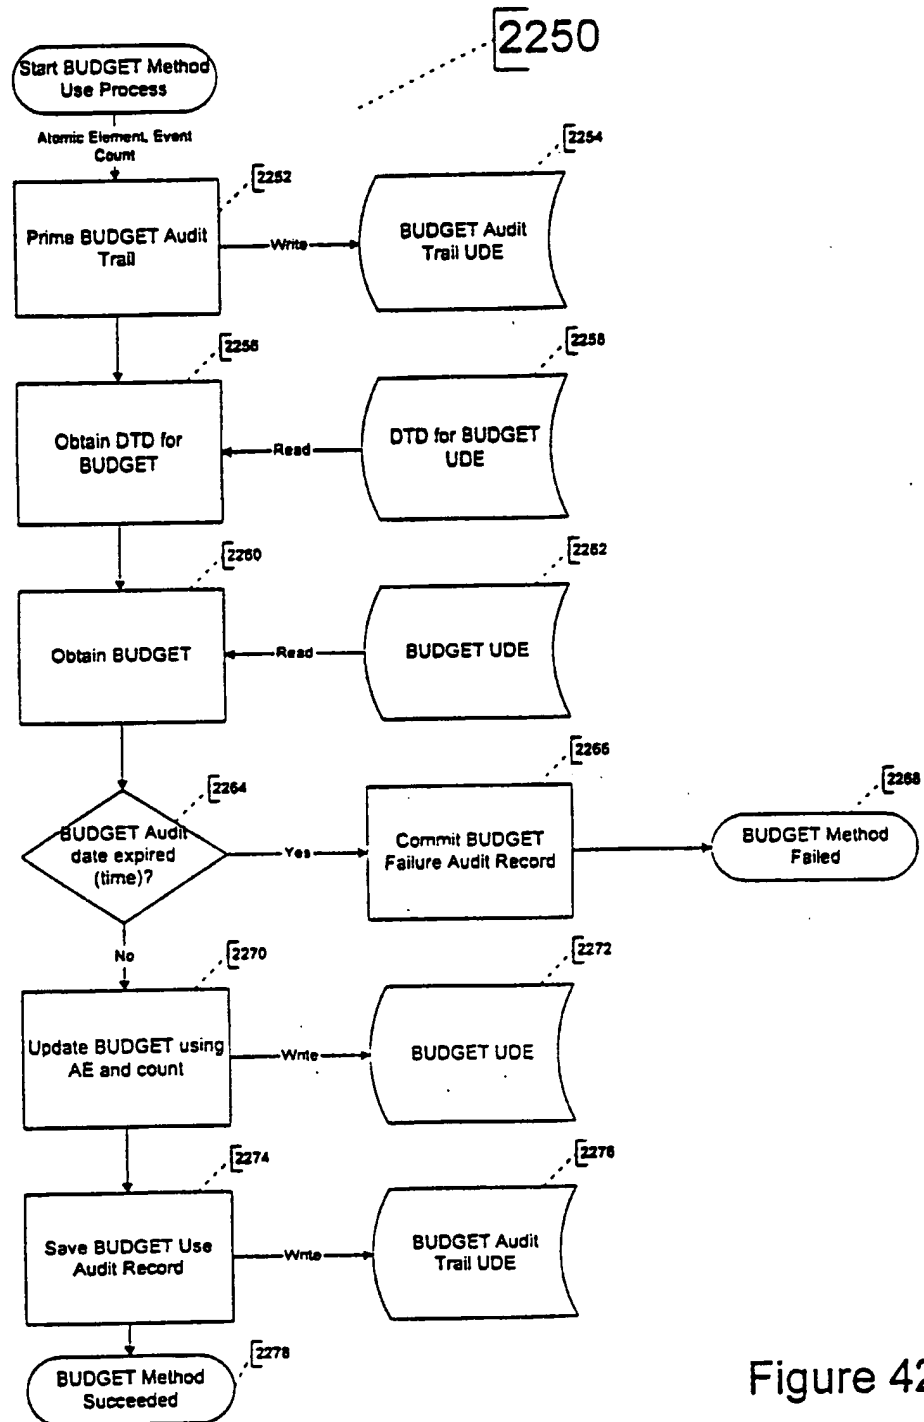 2250
Start BUDGET Method
Use Process
Atomic Element, Event
Count
2252
Prime BUDGET Audit
Trail
Write
2254
BUDGET Audit
Trail UDE
2256
Obtain DTD for
BUDGET
Read
2258
DTD for BUDGET
UDE
2260
Obtain BUDGET
Read
2262
BUDGET UDE
2264
BUDGET Audit
date expired
(time)?
Yes
2266
Commit BUDGET
Failure Audit Record
2268
BUDGET Method
Failed
No
2270
Update BUDGET using
AE and count
Write
2272
BUDGET UDE
2274
Save BUDGET Use
Audit Record
Write
2276
BUDGET Audit
Trail UDE
2278
BUDGET Method
Succeeded
Figure 42